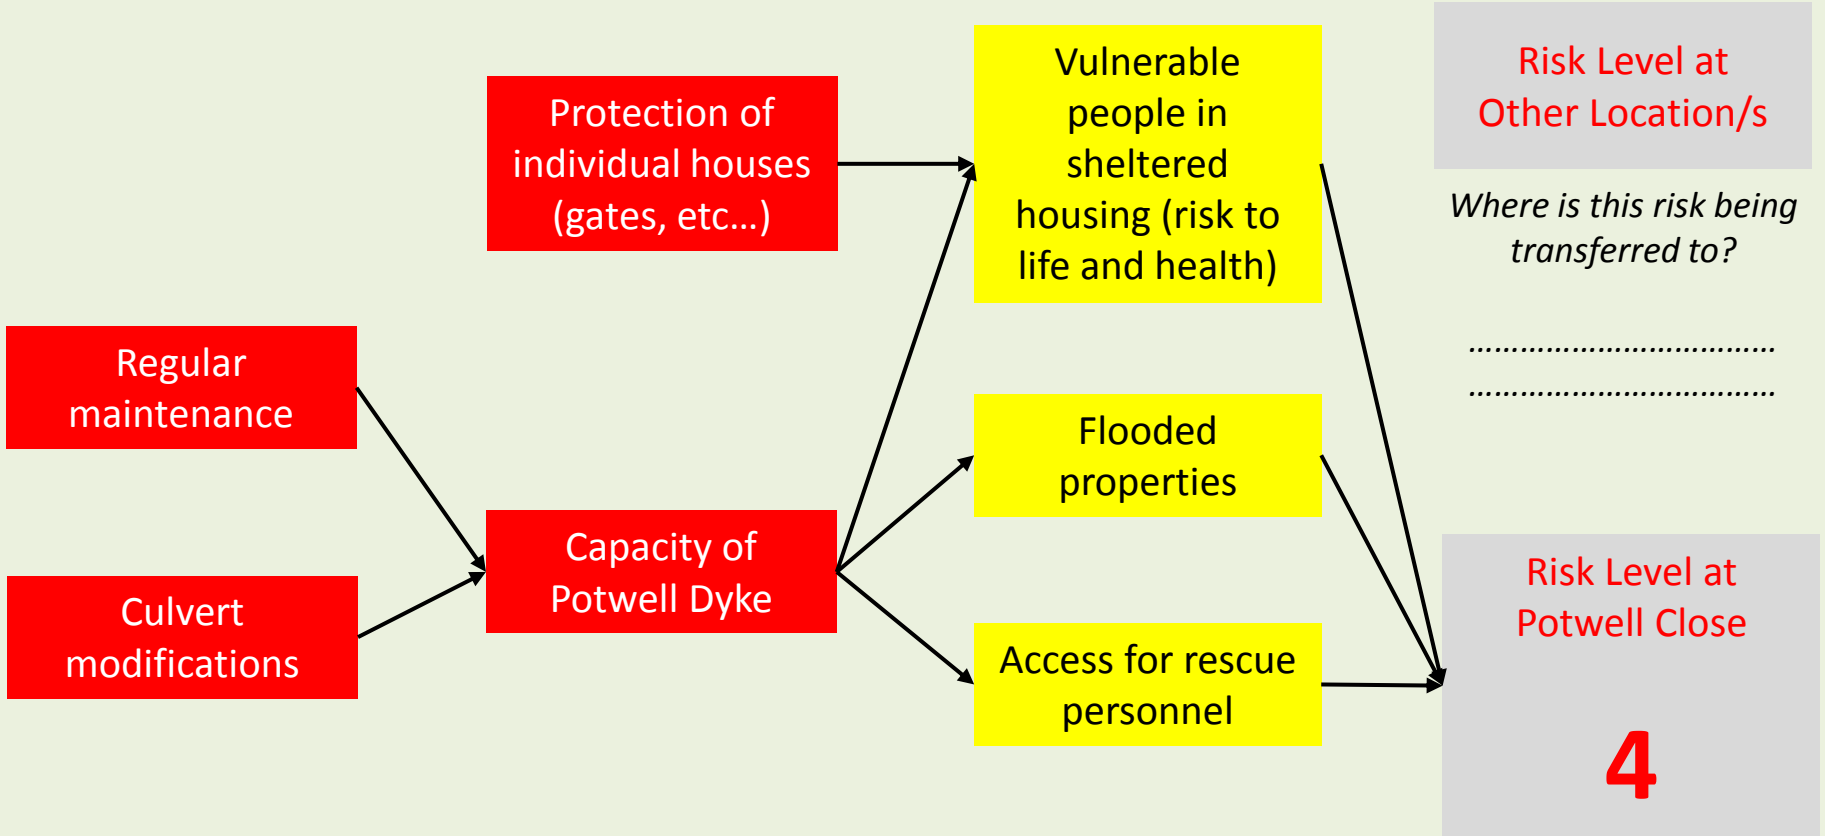 Protection of
individual houses
(gates, etc…)
Vulnerable
people in
sheltered
housing (risk to
life and health)
Risk Level at
Other Location/s
Where is this risk being
transferred to?
………………………………
………………………………
Regular
maintenance
Culvert
modifications
Capacity of
Potwell Dyke
Flooded
properties
Access for rescue
personnel
Risk Level at
Potwell Close
4